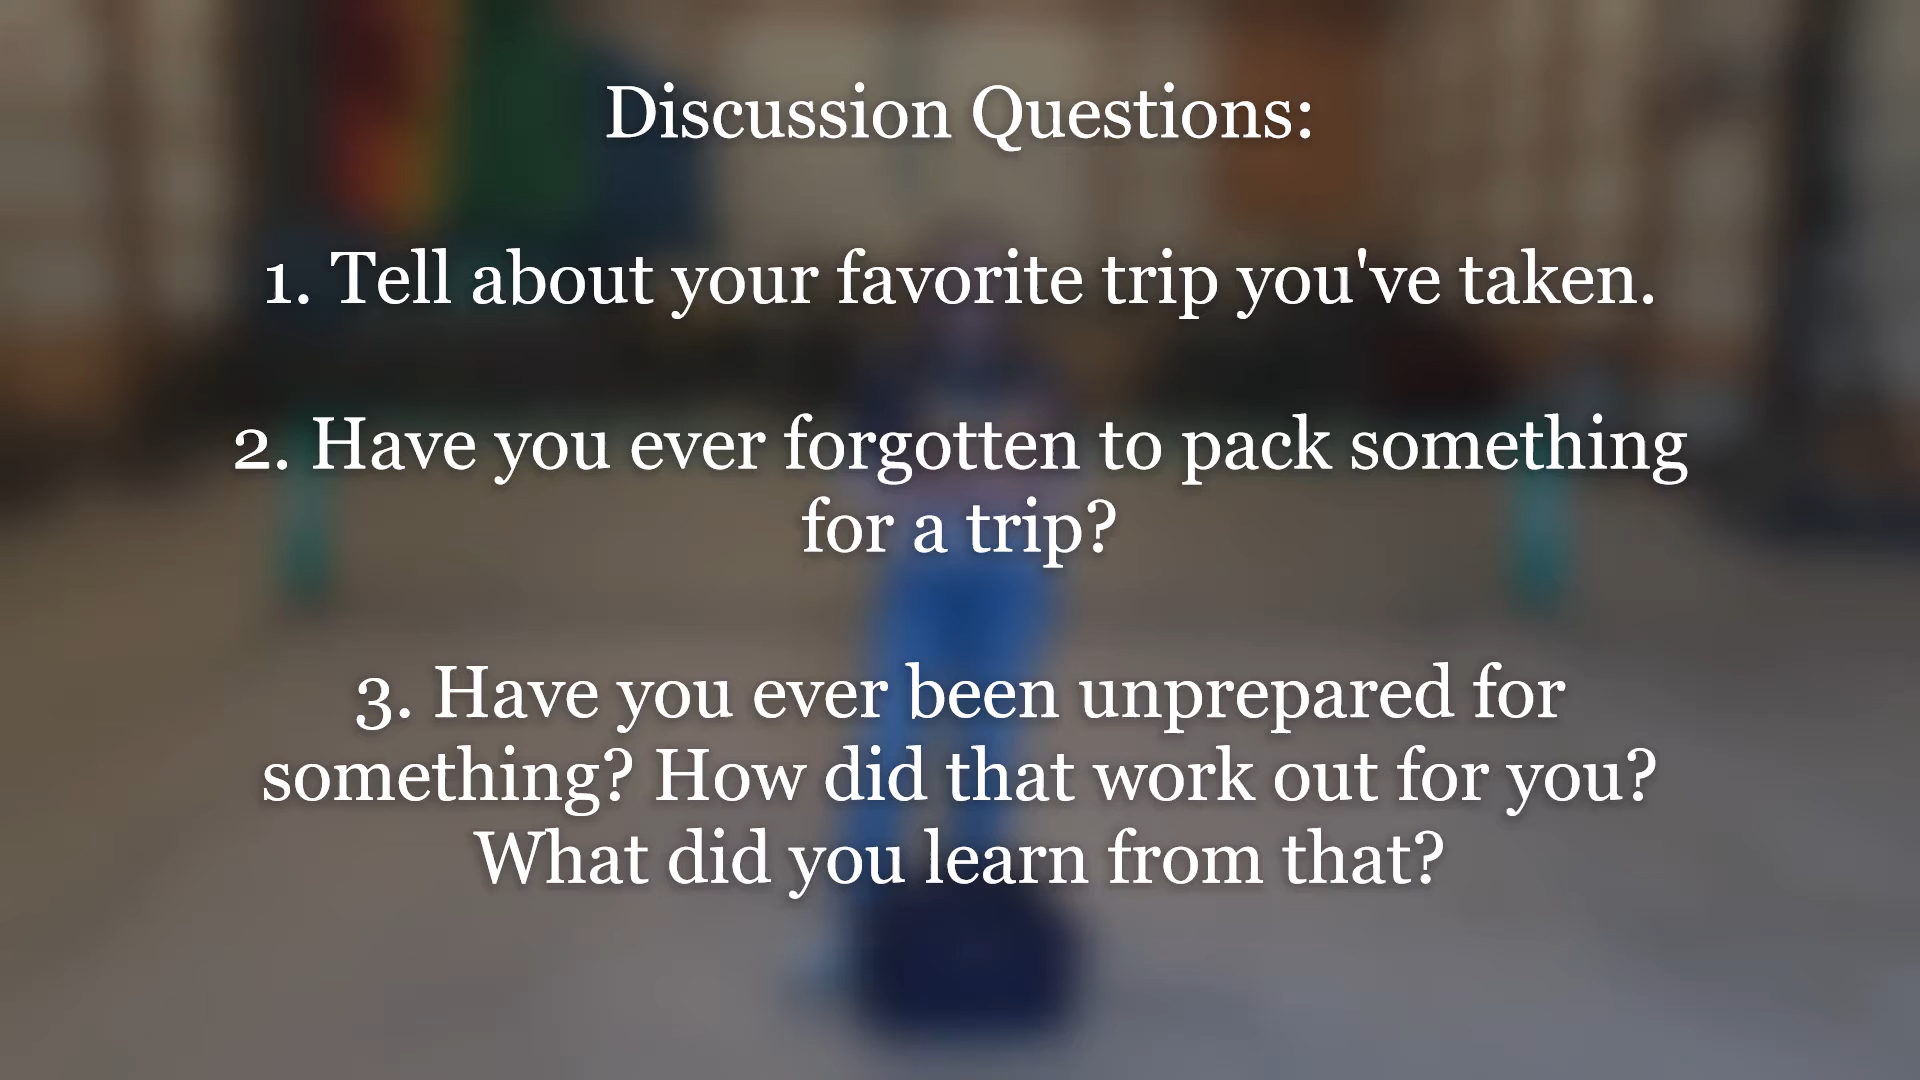 Discussion Questions:
1. Tell about your favorite trip you've taken.
2. Have you ever forgotten to pack something
for a trip?
3. Have you ever been unprepared for
something? How did that work out for you?
What did you learn from that?